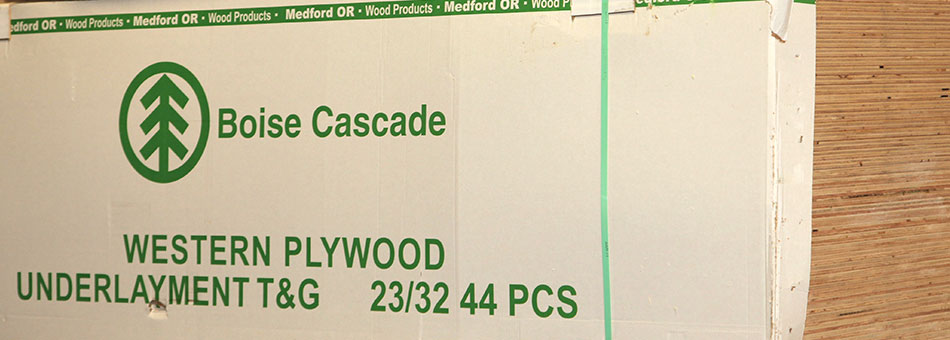 Medford OR • Wood Products • Medford OR • Wood Products • Medford OR • Wood Products • Medford OR • Wood
Boise Cascade
WESTERN PLYWOOD
UNDERLAYMENT T&G 23/32 44 PCS